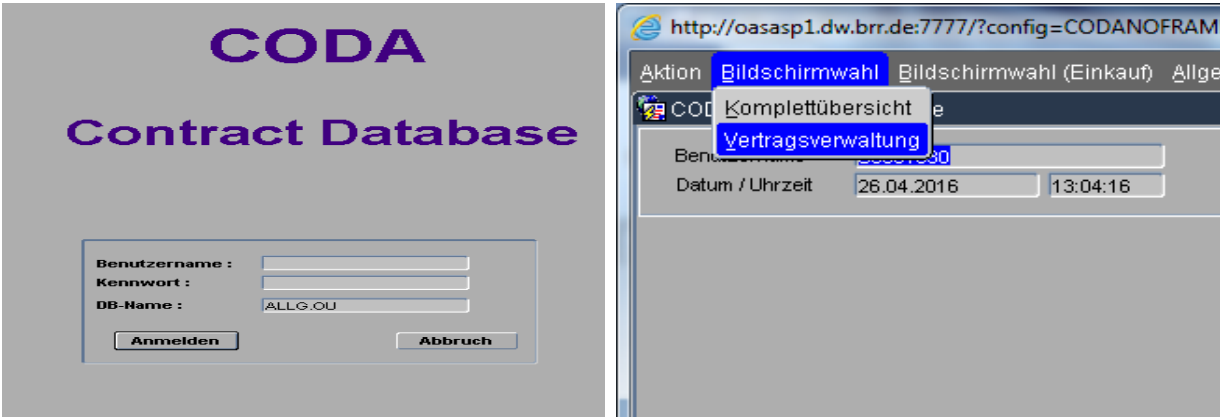 CODA
Contract Database
Benutzername :
Kennwort :
DB-Name : ALLG.OU
Anmelden Abbruch
http://oasasp1.dw.brr.de:7777/?config=CODANOFRAM
Aktion Bildschirmwahl Bildschirmwahl (Einkauf) Allge
COD e
Komplettübersicht
Vertragsverwaltung
Datum / Uhrzeit 26.04.2016 13:04:16